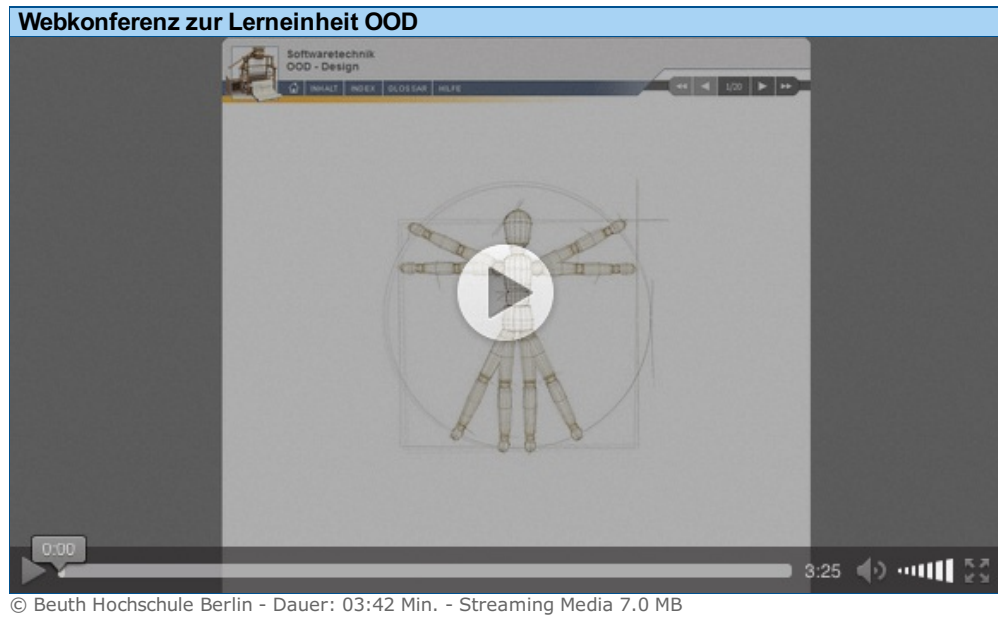 Webkonferenz zur Lerneinheit OOD
Softwaretechnik
OOD - Design
INHALT INDEX GLOSSAR HILFE
1/20
0:00
3:25
© Beuth Hochschule Berlin - Dauer: 03:42 Min. - Streaming Media 7.0 MB